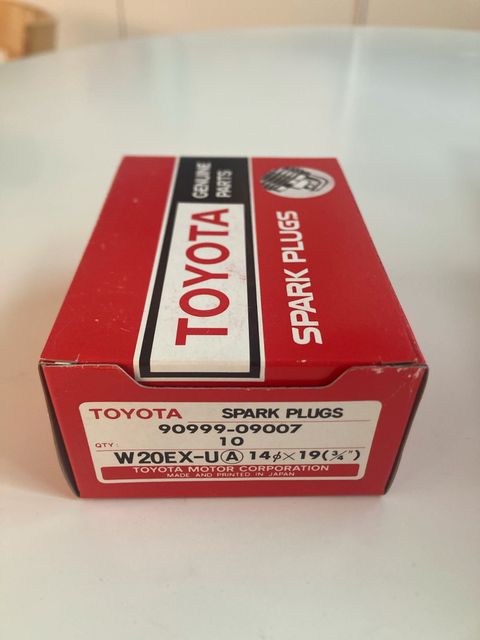 TOYOTA
GENUINE
PARTS
SPARK PLUGS
TOYOTA SPARK PLUGS
90999-09007
QTY: 10
W20EX-UⒶ 14φ×19(¾")
TOYOTA MOTOR CORPORATION
MADE AND PRINTED IN JAPAN